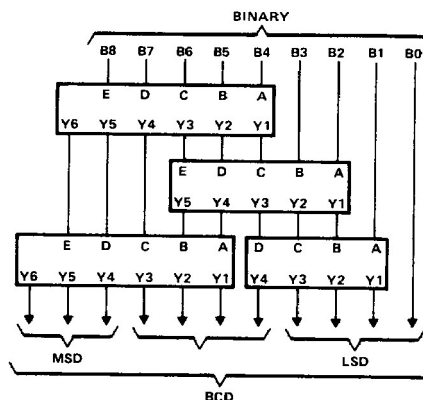 BINARY
B8 B7 B6 B5 B4 B3 B2 B1 B0
E D C B A
Y6 Y5 Y4 Y3 Y2 Y1
E D C B A
Y5 Y4 Y3 Y2 Y1
E D C B A D C B A
Y6 Y5 Y4 Y3 Y2 Y1 Y4 Y3 Y2 Y1
MSD LSD
BCD